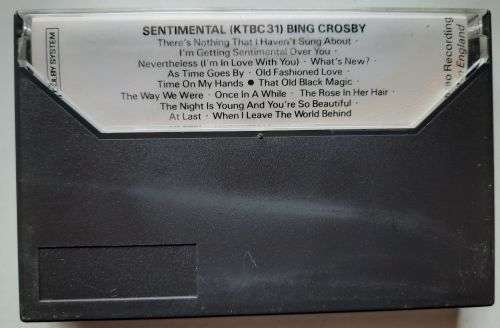 SENTIMENTAL (KTBC31) BING CROSBY
There's Nothing That I Haven't Sung About ·
I'm Getting Sentimental Over You ·
Nevertheless (I'm In Love With You) · What's New? ·
As Time Goes By · Old Fashioned Love ·
Time On My Hands ● That Old Black Magic ·
The Way We Were · Once In A While · The Rose In Her Hair ·
The Night Is Young And You're So Beautiful ·
At Last · When I Leave The World Behind
SYSTEM
Recording
England